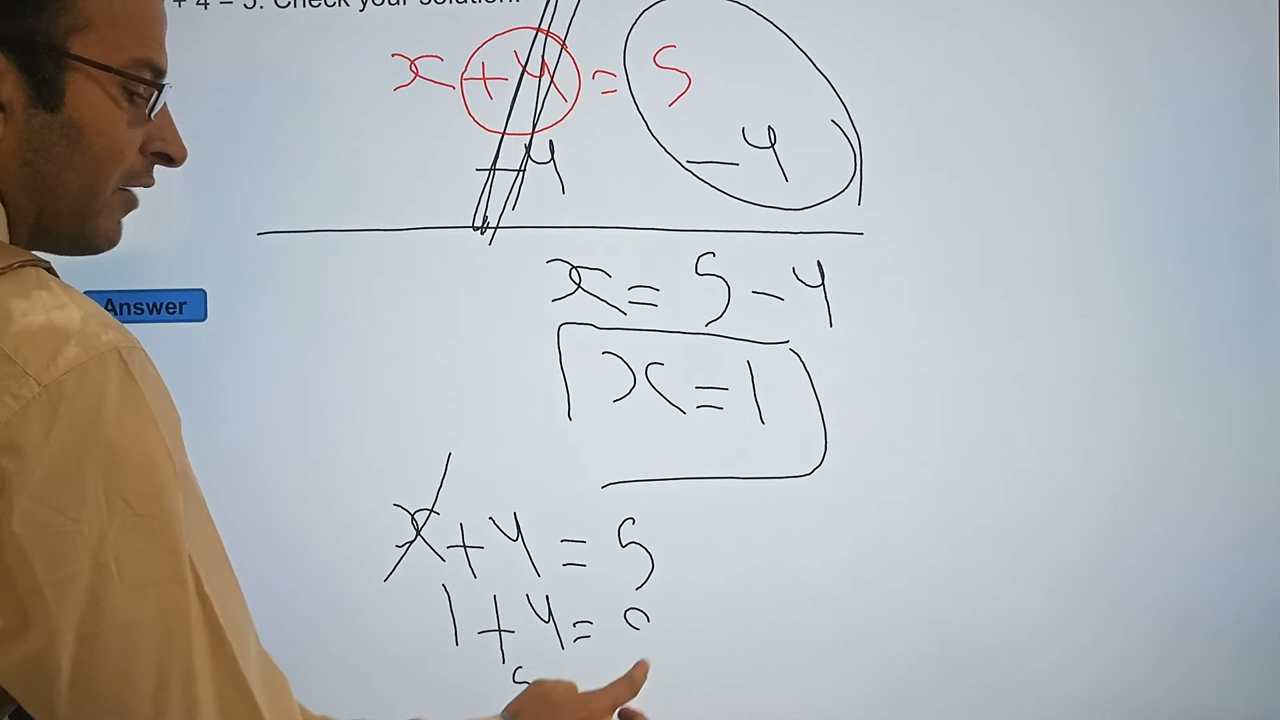 + 4 = 5. Check your solution.
x + 4 = 5
- 4 - 4
x = 5 - 4
Answer
x = 1
x + 4 = 5
1 + 4 = 5
5